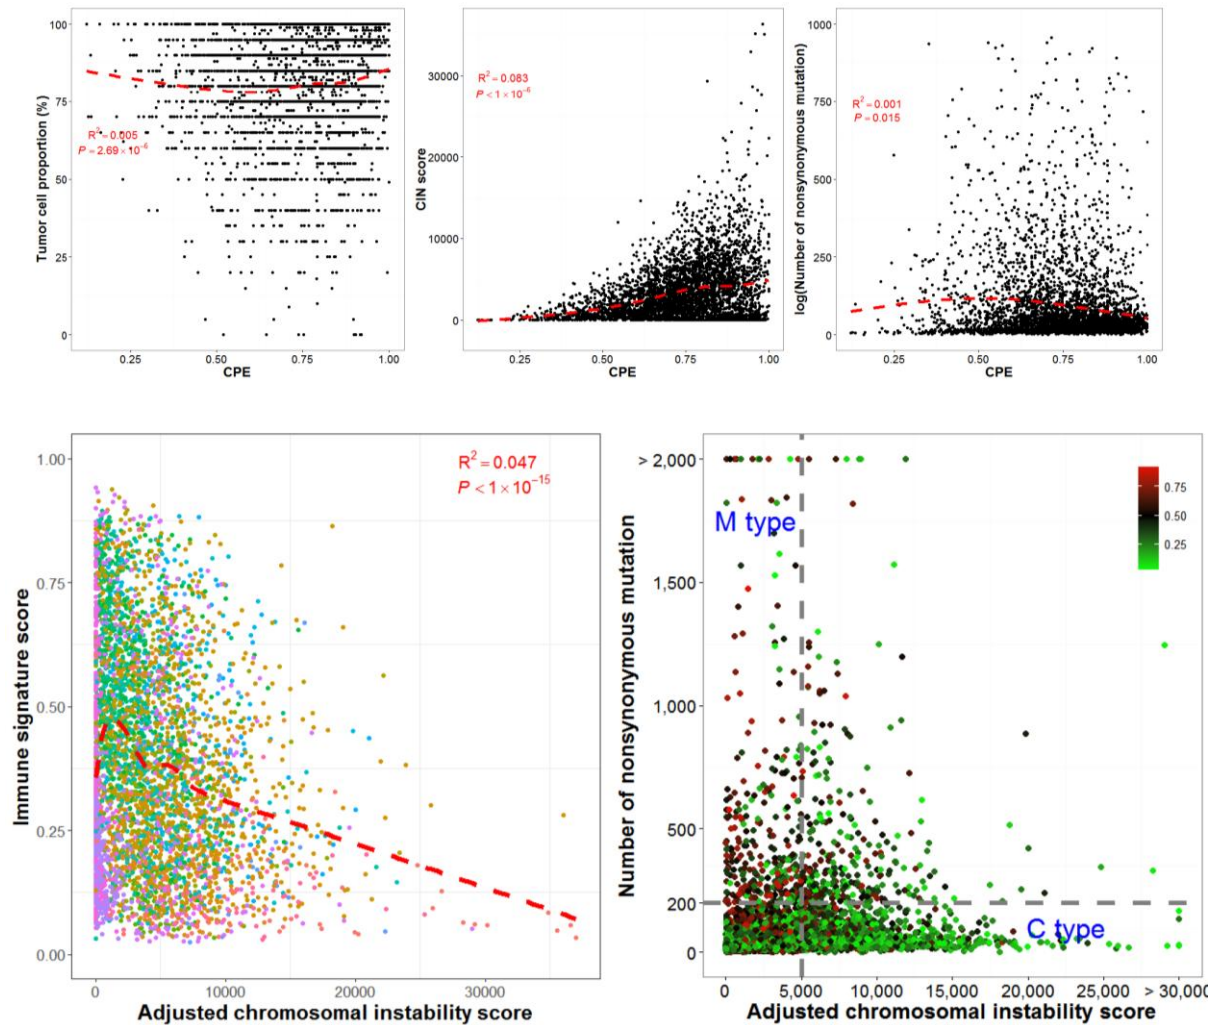 100
75
50
25
0
Tumor cell proportion (%)
R² = 0.005
P = 2.69 × 10⁻⁶
0.25
0.50
0.75
1.00
CPE
30000
20000
10000
0
CIN score
R² = 0.083
P < 1 × 10⁻⁶
0.25
0.50
0.75
1.00
CPE
1000
750
500
250
0
log(Number of nonsynonymous mutation)
R² = 0.001
P = 0.015
0.25
0.50
0.75
1.00
CPE
1.00
0.75
0.50
0.25
0.00
Immune signature score
R² = 0.047
P < 1 × 10⁻¹⁵
0
10000
20000
30000
Adjusted chromosomal instability score
> 2,000
1,500
1,000
500
200
0
Number of nonsynonymous mutation
M type
C type
0.75
0.50
0.25
0
5,000
10,000
15,000
20,000
25,000
> 30,000
Adjusted chromosomal instability score